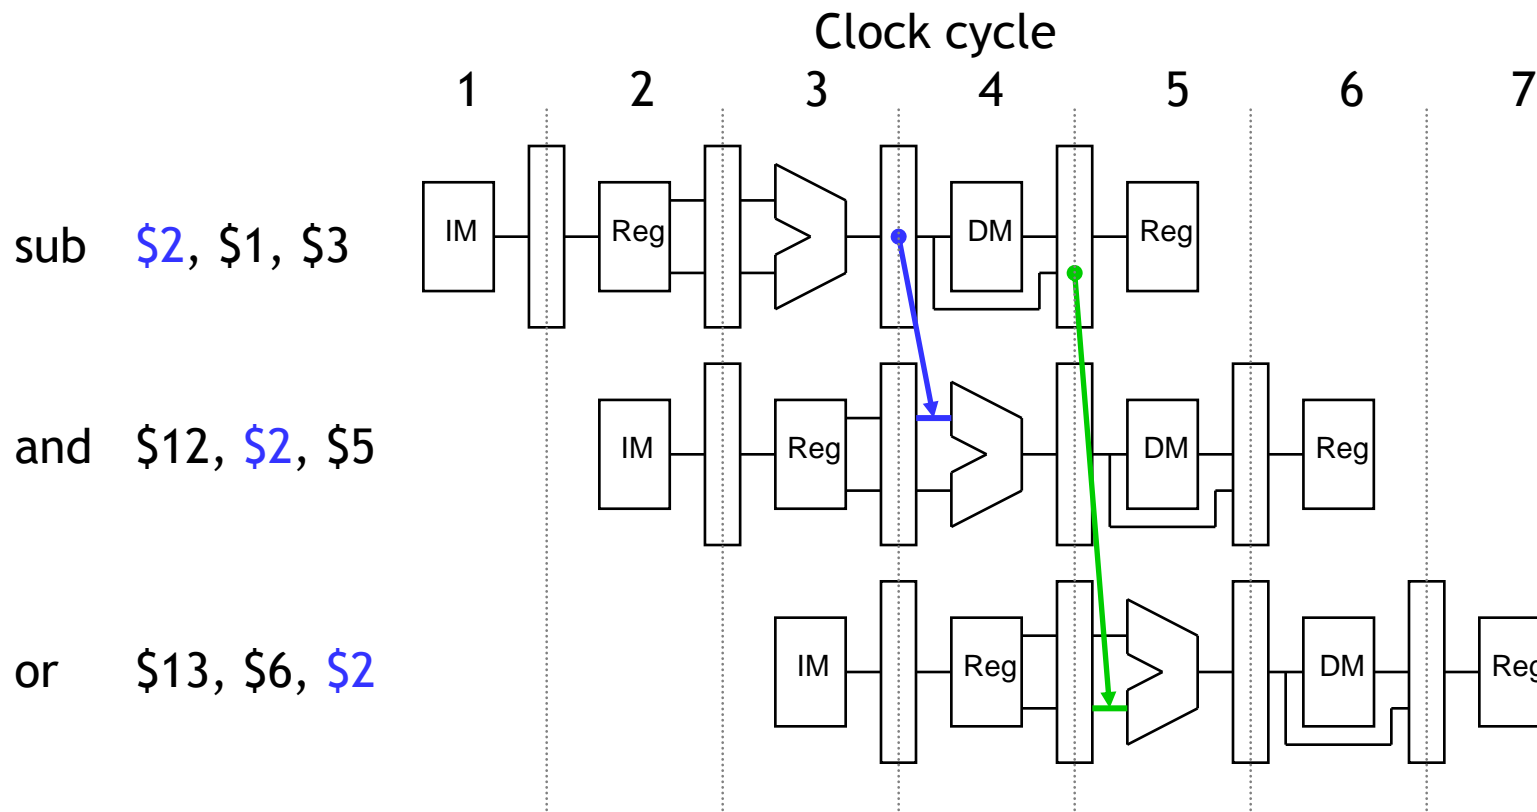 Clock cycle
1 2 3 4 5 6 7
sub $2, $1, $3 IM Reg DM Reg
and $12, $2, $5 IM Reg DM Reg
or $13, $6, $2 IM Reg DM Reg